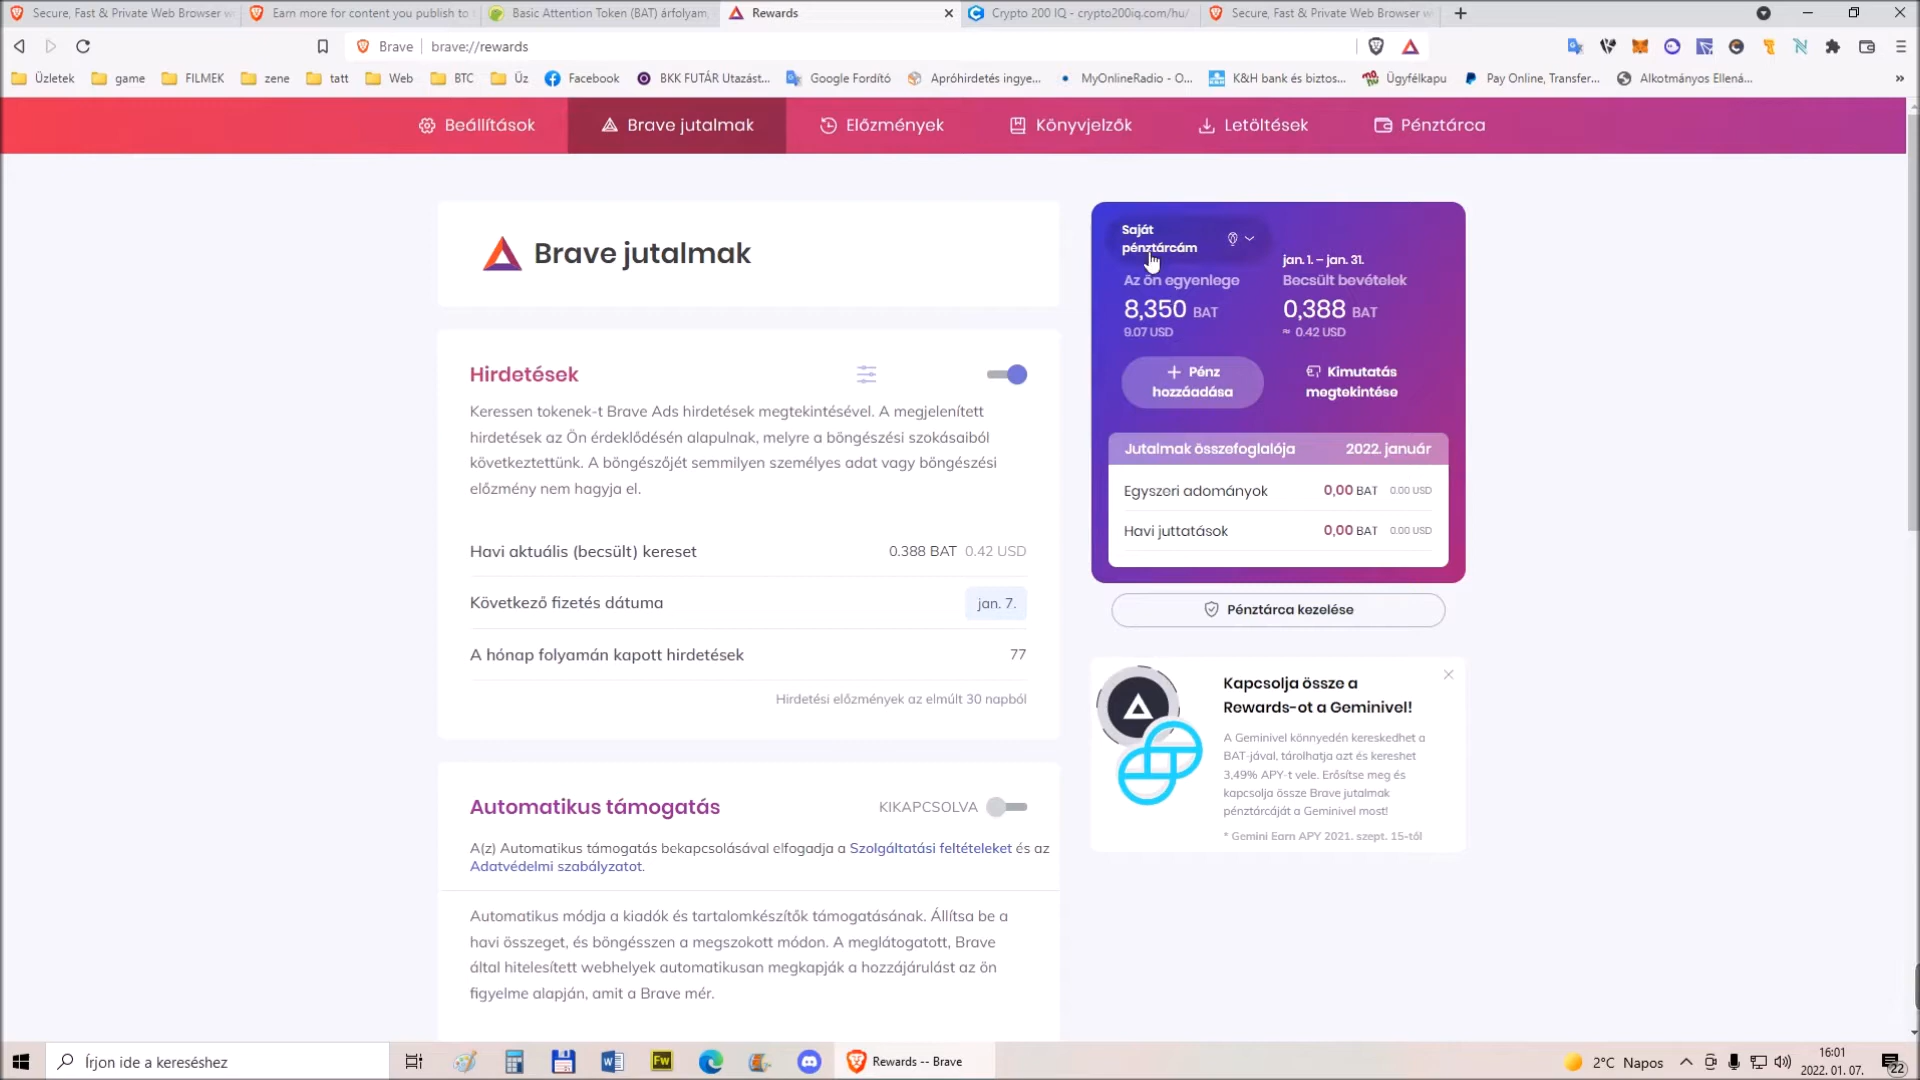 Secure, Fast & Private Web Browser w
Earn more for content you publish to
Basic Attention Token (BAT) árfolyam,
Rewards
Crypto 200 IQ - crypto200iq.com/hu/
Secure, Fast & Private Web Browser w
Brave
brave://rewards
Üzletek
game
FILMEK
zene
tatt
Web
BTC
Űz
Facebook
BKK FUTÁR Utazást...
Google Fordító
Apróhirdetés ingye...
MyOnlineRadio - O...
K&H bank és biztos...
Ügyfélkapu
Pay Online, Transfer...
Alkotmányos Ellená...
»
Beállítások
Brave jutalmak
Előzmények
Könyvjelzők
Letöltések
Pénztárca
Brave jutalmak
Hirdetések
Keressen tokenek-t Brave Ads hirdetések megtekintésével. A megjelenített
hirdetések az Ön érdeklődésén alapulnak, melyre a böngészési szokásaiból
következtettünk. A böngészőjét semmilyen személyes adat vagy böngészési
előzmény nem hagyja el.
Havi aktuális (becsült) kereset 0.388 BAT 0.42 USD
Következő fizetés dátuma jan. 7.
A hónap folyamán kapott hirdetések 77
Hirdetési előzmények az elmúlt 30 napból
Automatikus támogatás KIKAPCSOLVA
A(z) Automatikus támogatás bekapcsolásával elfogadja a Szolgáltatási feltételeket és az
Adatvédelmi szabályzatot.
Automatikus módja a kiadók és tartalomkészítők támogatásának. Állítsa be a
havi összeget, és böngésszen a megszokott módon. A meglátogatott, Brave
által hitelesített webhelyek automatikusan megkapják a hozzájárulást az ön
figyelme alapján, amit a Brave mér.
Saját
pénztárcám
Az ön egyenlege
8,350 BAT
9.07 USD
jan. 1. – jan. 31.
Becsült bevételek
0,388 BAT
≈ 0.42 USD
Pénz
hozzáadása
Kimutatás
megtekintése
Jutalmak összefoglalója 2022. január
Egyszeri adományok 0,00 BAT 0.00 USD
Havi juttatások 0,00 BAT 0.00 USD
Pénztárca kezelése
Kapcsolja össze a
Rewards-ot a Geminivel!
A Geminivel könnyedén kereskedhet a
BAT-jával, tárolhatja azt és kereshet
3,49% APY-t vele. Erősítse meg és
kapcsolja össze Brave jutalmak
pénztárcáját a Geminivel most!
* Gemini Earn APY 2021. szept. 15-tól
Írjon ide a kereséshez
Fw
Rewards -- Brave
2°C Napos
16:01
2022. 01. 07.
22